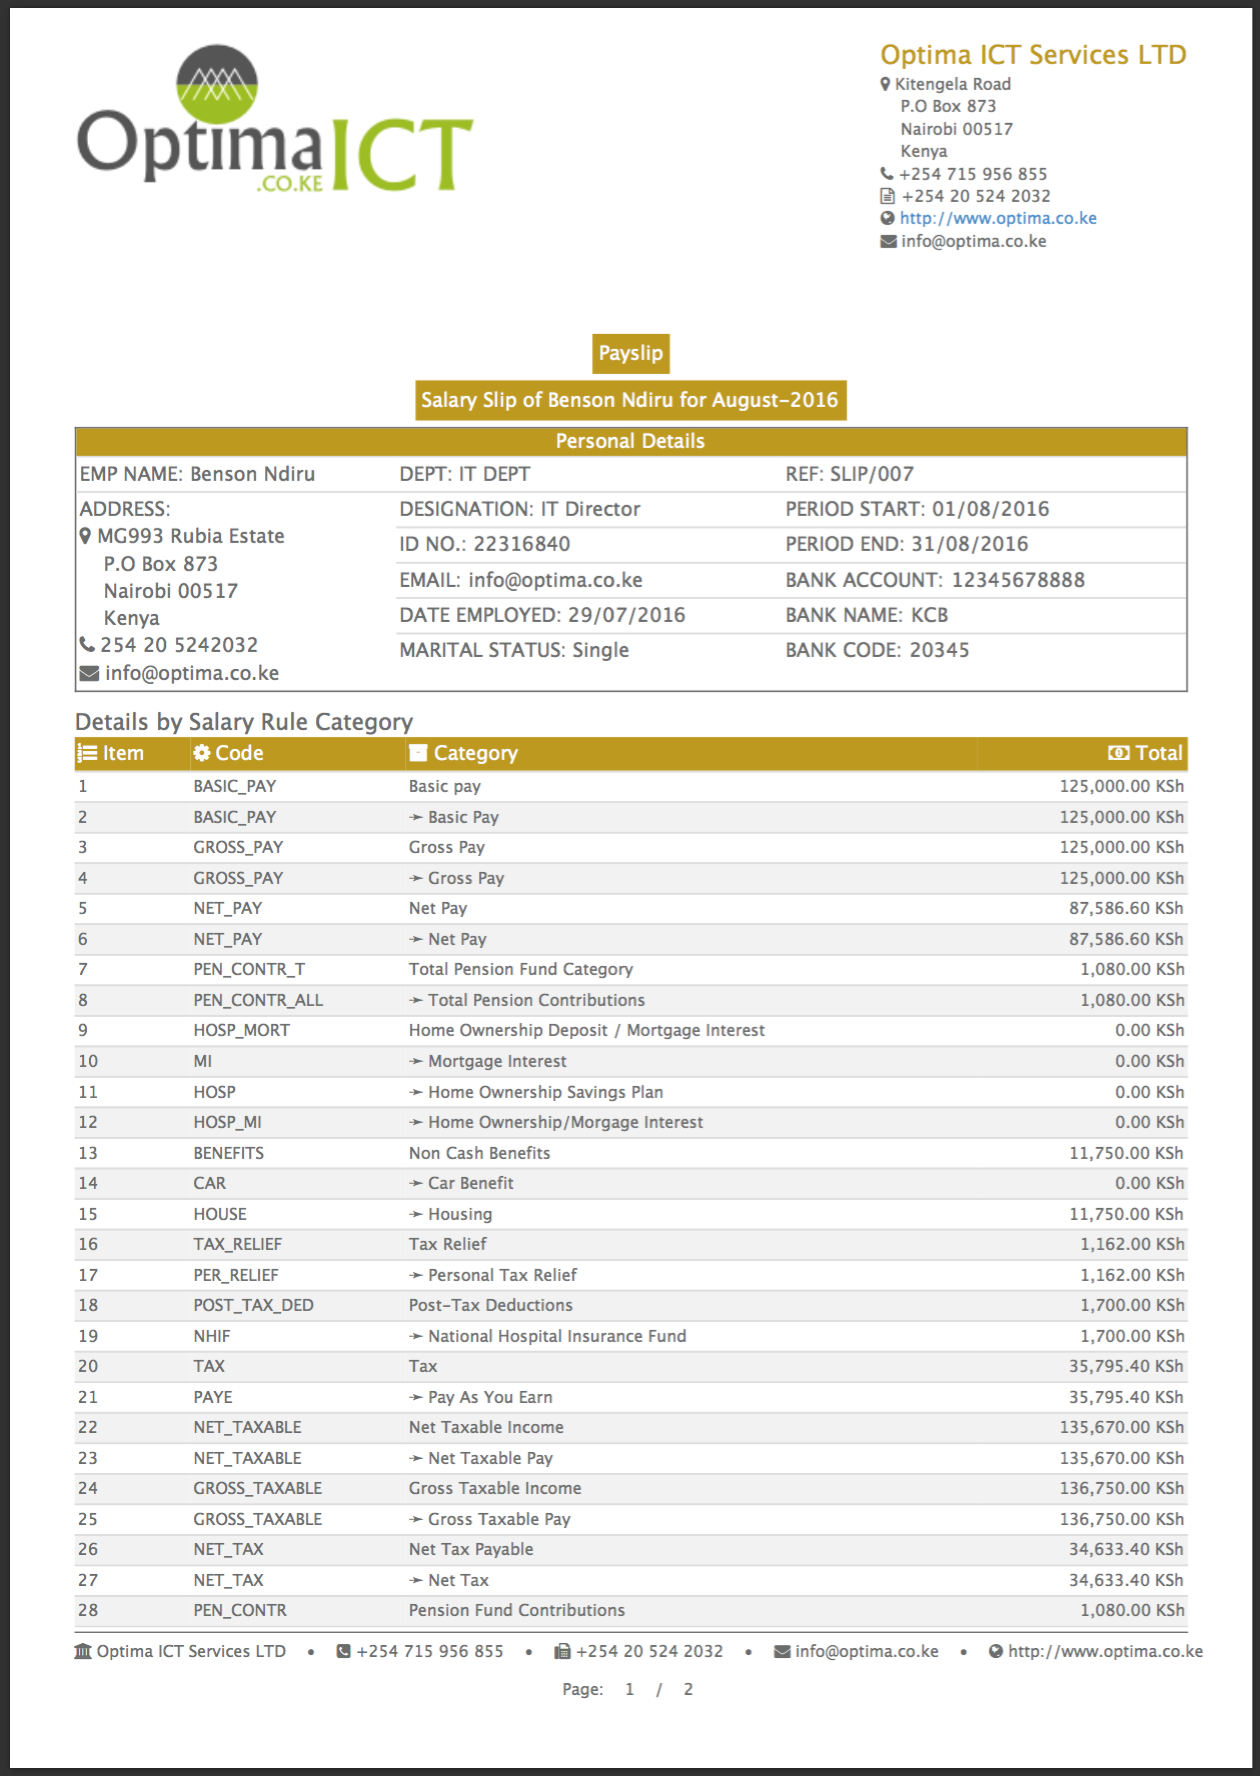 Optima ICT
.CO.KE
Optima ICT Services LTD
Kitengela Road
P.O Box 873
Nairobi 00517
Kenya
+254 715 956 855
+254 20 524 2032
http://www.optima.co.ke
info@optima.co.ke
Payslip
Salary Slip of Benson Ndiru for August-2016
Personal Details
EMP NAME: Benson Ndiru DEPT: IT DEPT REF: SLIP/007
ADDRESS: DESIGNATION: IT Director PERIOD START: 01/08/2016
MG993 Rubia Estate
P.O Box 873
Nairobi 00517
Kenya
254 20 5242032
info@optima.co.ke
ID NO.: 22316840 PERIOD END: 31/08/2016
EMAIL: info@optima.co.ke BANK ACCOUNT: 12345678888
DATE EMPLOYED: 29/07/2016 BANK NAME: KCB
MARITAL STATUS: Single BANK CODE: 20345
Details by Salary Rule Category
Item Code Category Total
1 BASIC_PAY Basic pay 125,000.00 KSh
2 BASIC_PAY ➛ Basic Pay 125,000.00 KSh
3 GROSS_PAY Gross Pay 125,000.00 KSh
4 GROSS_PAY ➛ Gross Pay 125,000.00 KSh
5 NET_PAY Net Pay 87,586.60 KSh
6 NET_PAY ➛ Net Pay 87,586.60 KSh
7 PEN_CONTR_T Total Pension Fund Category 1,080.00 KSh
8 PEN_CONTR_ALL ➛ Total Pension Contributions 1,080.00 KSh
9 HOSP_MORT Home Ownership Deposit / Mortgage Interest 0.00 KSh
10 MI ➛ Mortgage Interest 0.00 KSh
11 HOSP ➛ Home Ownership Savings Plan 0.00 KSh
12 HOSP_MI ➛ Home Ownership/Morgage Interest 0.00 KSh
13 BENEFITS Non Cash Benefits 11,750.00 KSh
14 CAR ➛ Car Benefit 0.00 KSh
15 HOUSE ➛ Housing 11,750.00 KSh
16 TAX_RELIEF Tax Relief 1,162.00 KSh
17 PER_RELIEF ➛ Personal Tax Relief 1,162.00 KSh
18 POST_TAX_DED Post-Tax Deductions 1,700.00 KSh
19 NHIF ➛ National Hospital Insurance Fund 1,700.00 KSh
20 TAX Tax 35,795.40 KSh
21 PAYE ➛ Pay As You Earn 35,795.40 KSh
22 NET_TAXABLE Net Taxable Income 135,670.00 KSh
23 NET_TAXABLE ➛ Net Taxable Pay 135,670.00 KSh
24 GROSS_TAXABLE Gross Taxable Income 136,750.00 KSh
25 GROSS_TAXABLE ➛ Gross Taxable Pay 136,750.00 KSh
26 NET_TAX Net Tax Payable 34,633.40 KSh
27 NET_TAX ➛ Net Tax 34,633.40 KSh
28 PEN_CONTR Pension Fund Contributions 1,080.00 KSh
Optima ICT Services LTD • +254 715 956 855 • +254 20 524 2032 • info@optima.co.ke • http://www.optima.co.ke
Page: 1 / 2